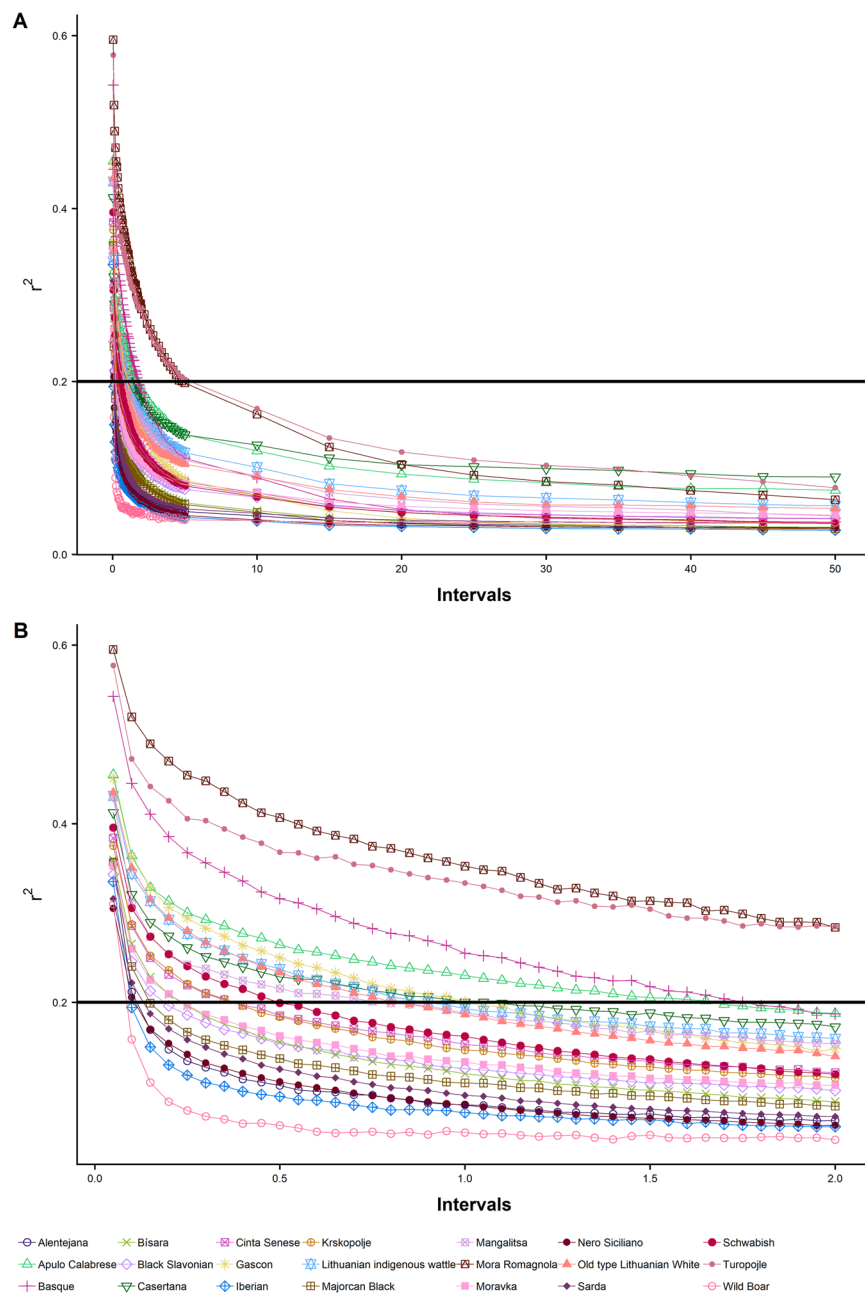 A
0.6
0.4
r2
0.2
0.0
0 10 20 30 40 50
Intervals
B
0.6
0.4
r2
0.2
0.0 0.5 1.0 1.5 2.0
Intervals
Alentejana Bísara Cinta Senese Krskopolje Mangalitsa Nero Siciliano Schwabish
Apulo Calabrese Black Slavonian Gascon Lithuanian indigenous wattle Mora Romagnola Old type Lithuanian White Turopojle
Basque Casertana Iberian Majorcan Black Moravka Sarda Wild Boar